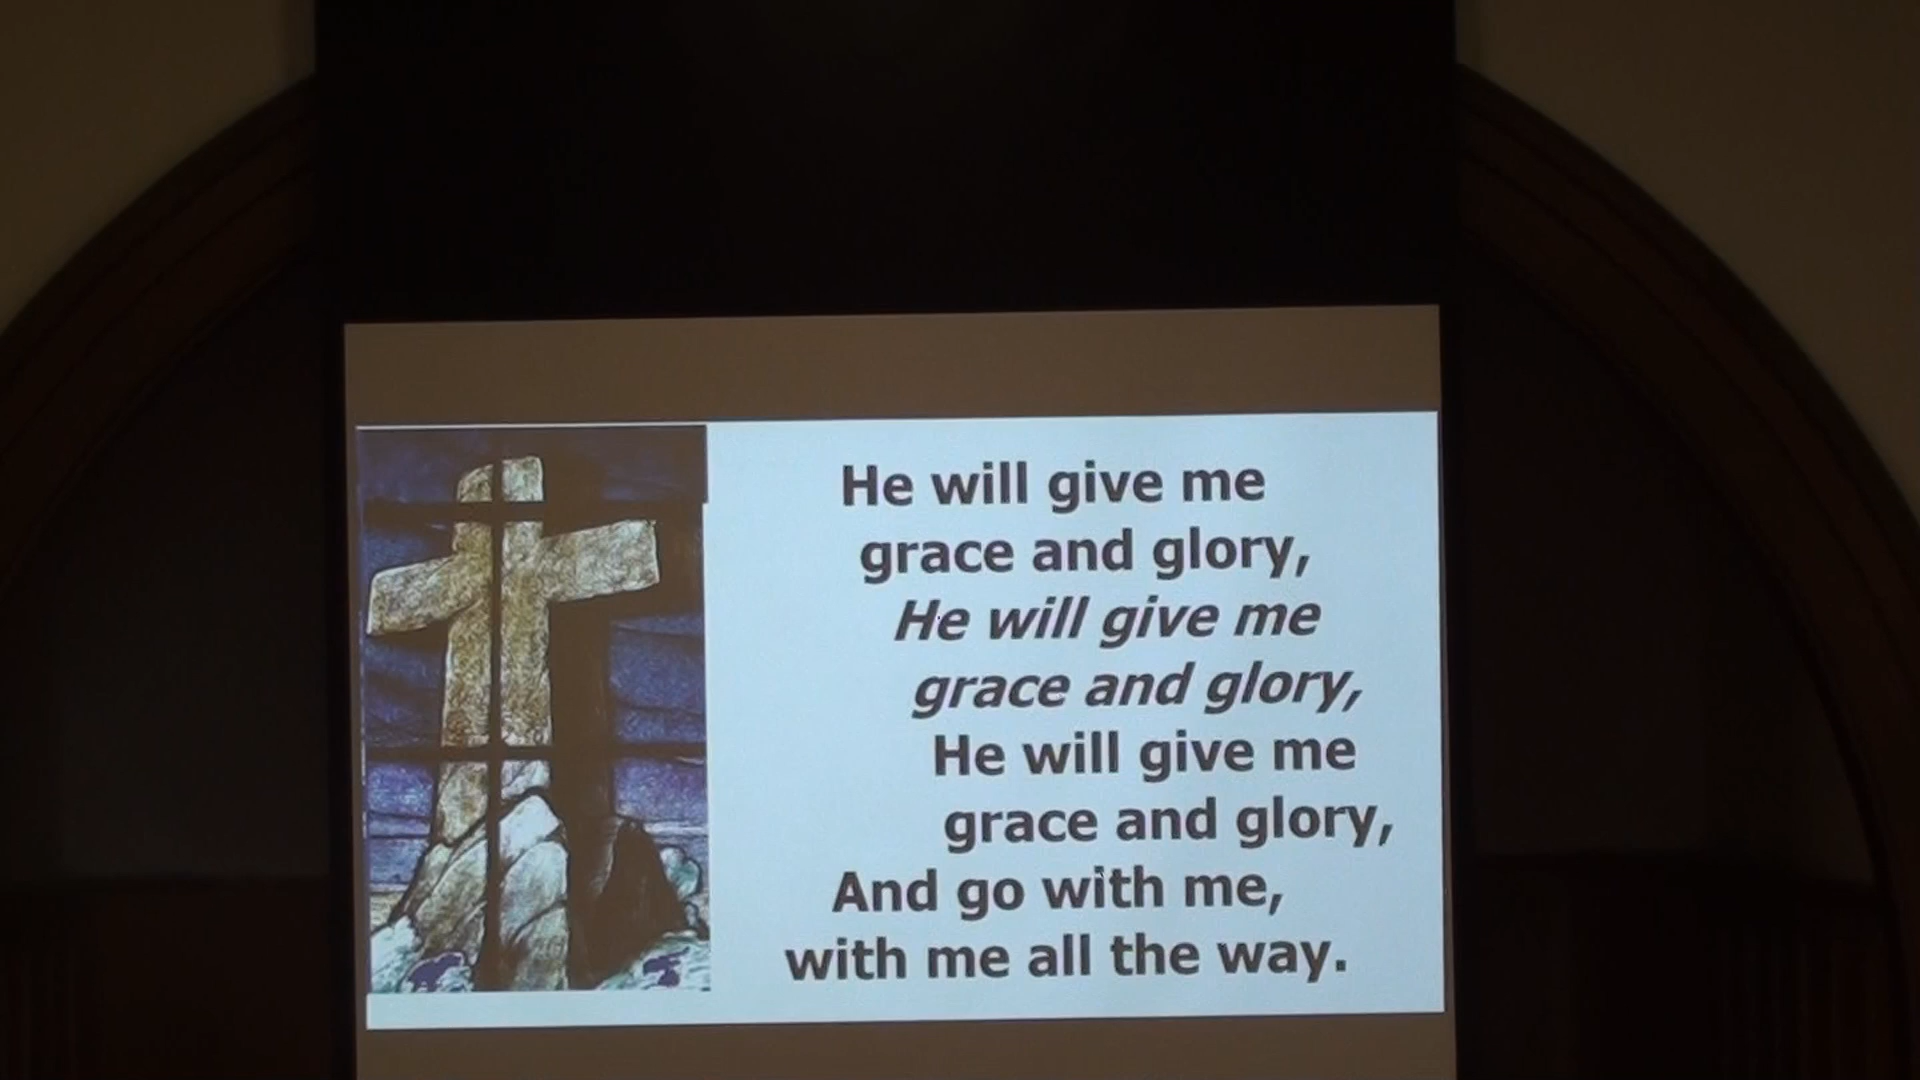 He will give me
grace and glory,
He will give me
grace and glory,
He will give me
grace and glory,
And go with me,
with me all the way.